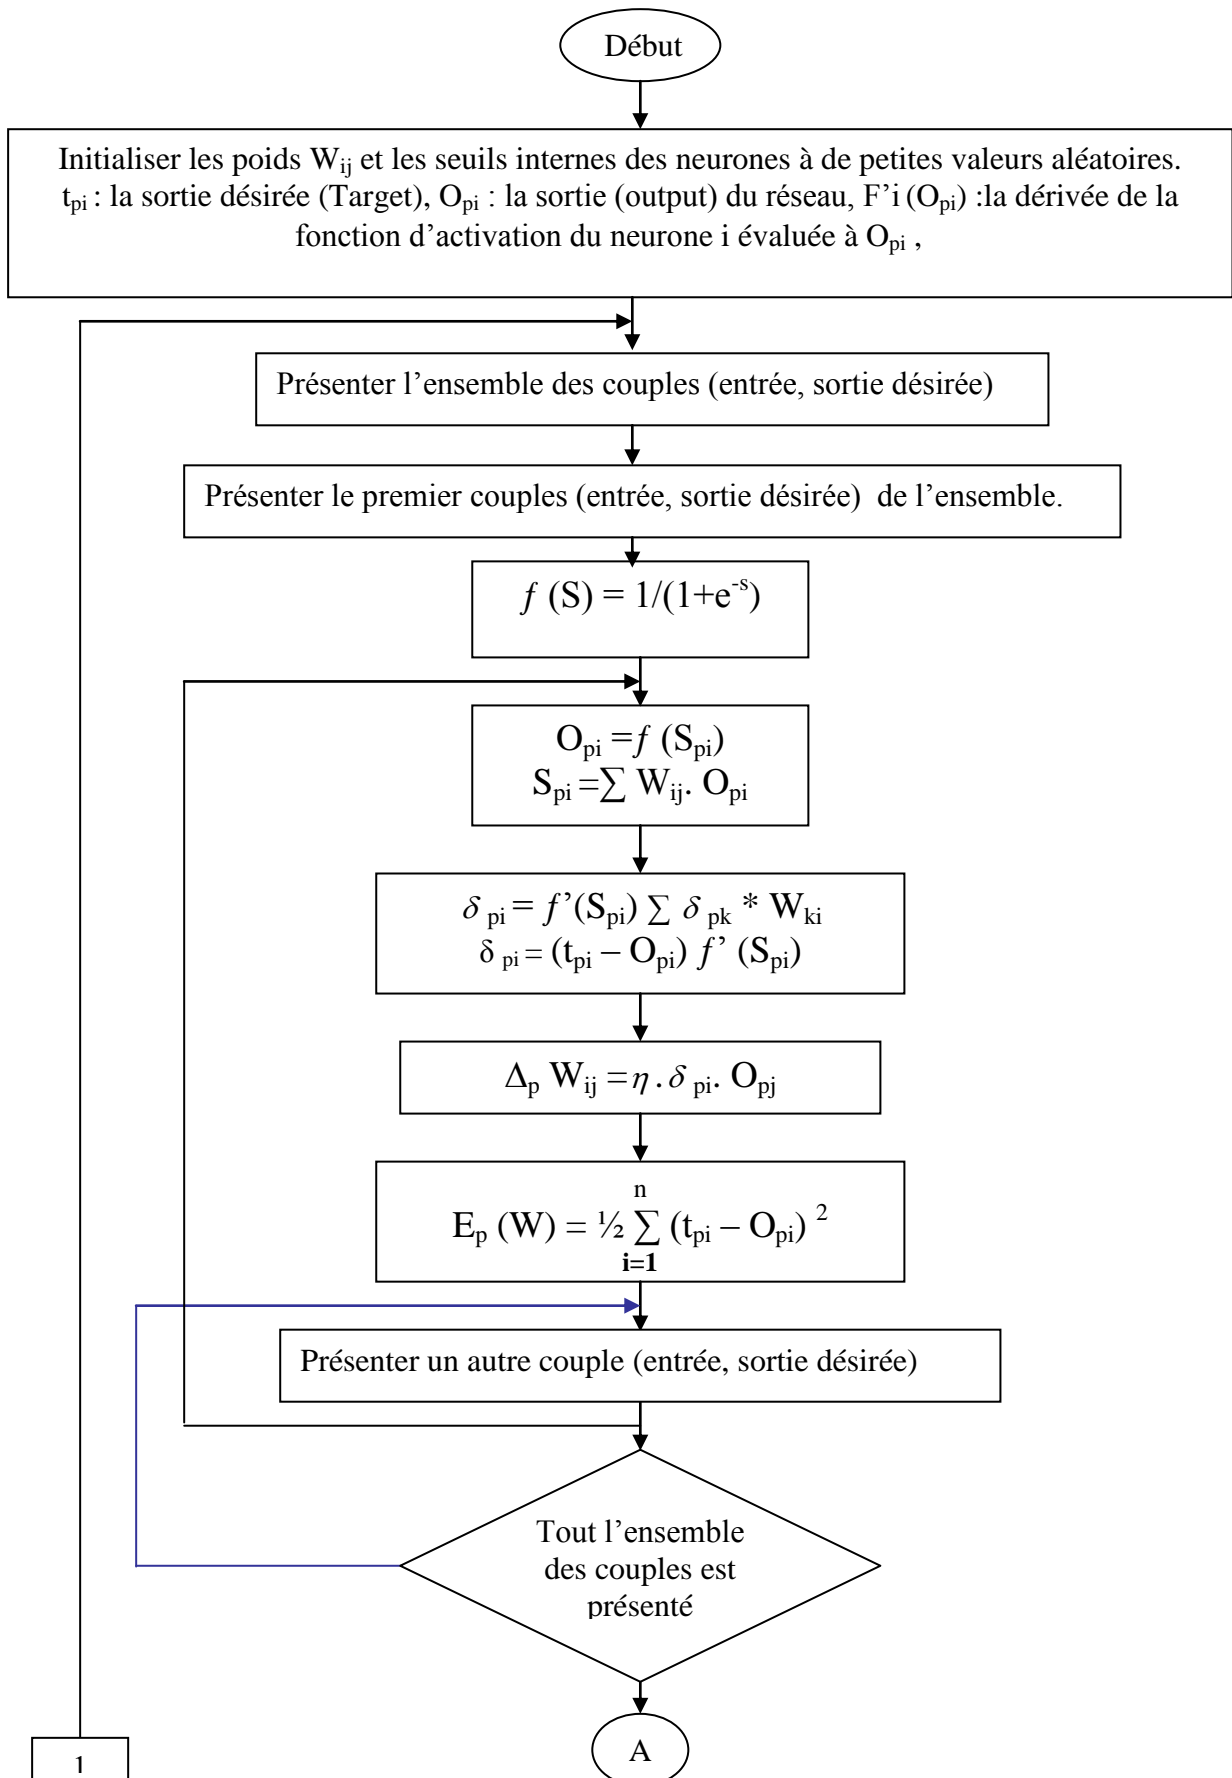 Début
Initialiser les poids Wij et les seuils internes des neurones à de petites valeurs aléatoires.
tpi : la sortie désirée (Target), Opi : la sortie (output) du réseau, F’i (Opi) :la dérivée de la
fonction d’activation du neurone i évaluée à Opi ,
Présenter l’ensemble des couples (entrée, sortie désirée)
Présenter le premier couples (entrée, sortie désirée) de l’ensemble.
f (S) = 1/(1+e^-s)
Opi =f (Spi)
Spi =∑ Wij. Opi
δ pi = f’(Spi) ∑ δ pk * Wki
δ pi = (tpi – Opi) f’ (Spi)
Δp Wij =η . δ pi. Opj
n
Ep (W) = ½ ∑ (tpi – Opi) ²
i=1
Présenter un autre couple (entrée, sortie désirée)
Tout l’ensemble
des couples est
présenté
A
1